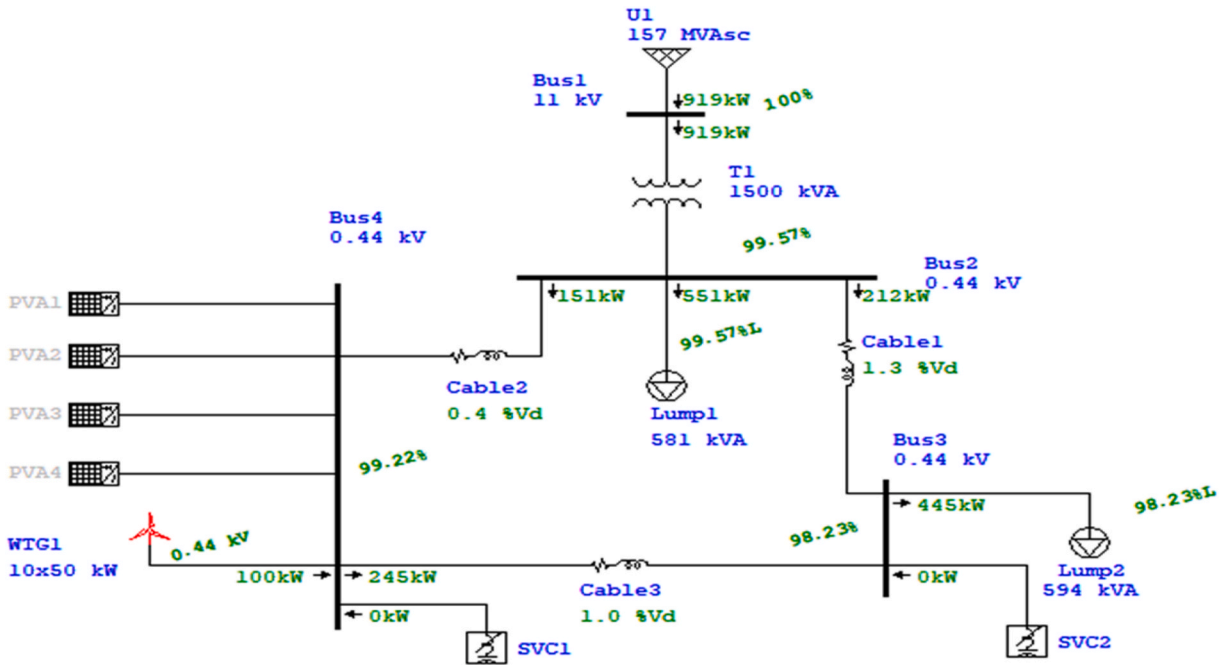 U1
157 MVAsc
Bus1
11 kV
919kW
100%
919kW
T1
1500 kVA
Bus4
0.44 kV
99.57%
Bus2
0.44 kV
PVA1
151kW
551kW
212kW
99.57%L
PVA2
Cable2
0.4 %Vd
Cable1
1.3 %Vd
PVA3
Lump1
581 kVA
Bus3
0.44 kV
PVA4
99.22%
445kW
98.23%L
WTG1
10x50 kW
0.44 kV
98.23%
100kW
245kW
Cable3
1.0 %Vd
0kW
Lump2
594 kVA
0kW
SVC1
SVC2